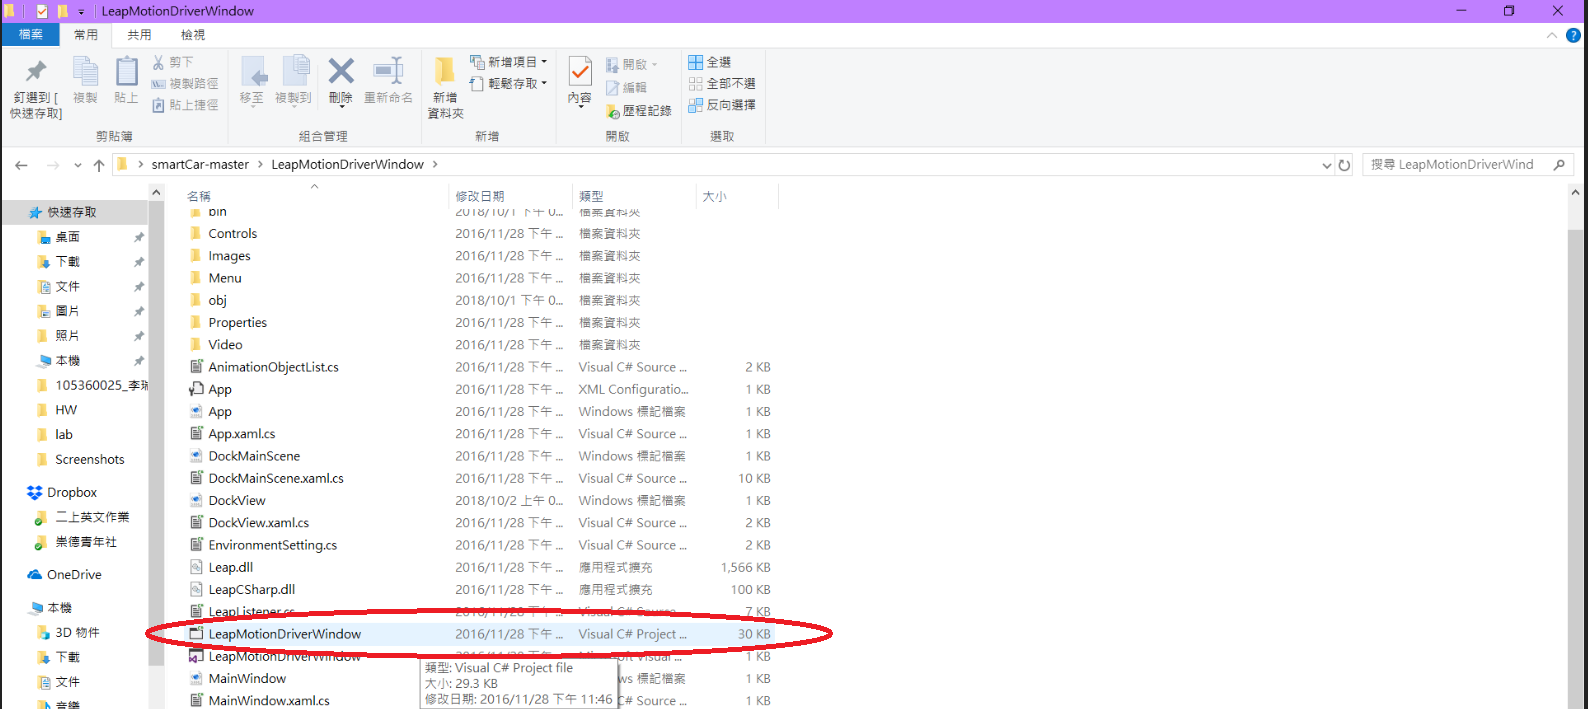 LeapMotionDriverWindow
檔案 常用 共用 檢視
釘選到 [
快速存取]
複製
貼上
剪下
複製路徑
貼上捷徑
剪貼簿
移至
複製到
刪除
重新命名
組合管理
新增
資料夾
新增項目
輕鬆存取
新增
內容
開啟
編輯
歷程記錄
開啟
全選
全部不選
反向選擇
選取
smartCar-master > LeapMotionDriverWindow >
搜尋 LeapMotionDriverWind
快速存取
桌面
下載
文件
圖片
照片
本機
105360025_李瑞
HW
lab
Screenshots
Dropbox
二上英文作業
崇德青年社
OneDrive
本機
3D 物件
下載
文件
音樂
名稱 修改日期 類型 大小
bin 2018/10/1 下午 0... 檔案資料夾
Controls 2016/11/28 下午 ... 檔案資料夾
Images 2016/11/28 下午 ... 檔案資料夾
Menu 2016/11/28 下午 ... 檔案資料夾
obj 2018/10/1 下午 0... 檔案資料夾
Properties 2016/11/28 下午 ... 檔案資料夾
Video 2016/11/28 下午 ... 檔案資料夾
AnimationObjectList.cs 2016/11/28 下午 ... Visual C# Source ... 2 KB
App 2016/11/28 下午 ... XML Configuratio... 1 KB
App 2016/11/28 下午 ... Windows 標記檔案 1 KB
App.xaml.cs 2016/11/28 下午 ... Visual C# Source ... 1 KB
DockMainScene 2016/11/28 下午 ... Windows 標記檔案 1 KB
DockMainScene.xaml.cs 2016/11/28 下午 ... Visual C# Source ... 10 KB
DockView 2018/10/2 上午 0... Windows 標記檔案 1 KB
DockView.xaml.cs 2016/11/28 下午 ... Visual C# Source ... 2 KB
EnvironmentSetting.cs 2016/11/28 下午 ... Visual C# Source ... 2 KB
Leap.dll 2016/11/28 下午 ... 應用程式擴充 1,566 KB
LeapCSharp.dll 2016/11/28 下午 ... 應用程式擴充 100 KB
LeapListener.cs 2016/11/28 下午 ... Visual C# Source ... 7 KB
LeapMotionDriverWindow 2016/11/28 下午 ... Visual C# Project ... 30 KB
LeapMotionDriverWindow 2016/11/28 下午 ... Microsoft Visual ... 1 KB
MainWindow ws 標記檔案 1 KB
MainWindow.xaml.cs C# Source ... 1 KB
類型: Visual C# Project file
大小: 29.3 KB
修改日期: 2016/11/28 下午 11:46